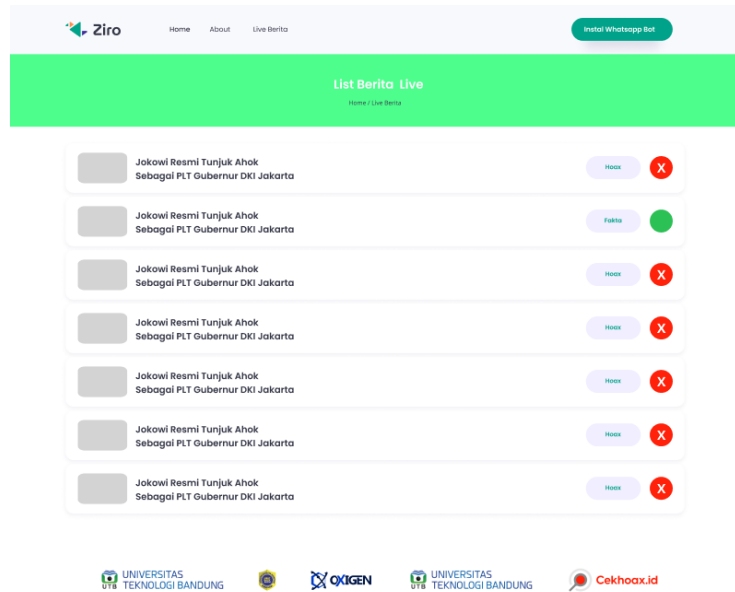 Ziro
Home About Live Berita
Instal Whatsapp Bot
List Berita Live
Home / Live Berita
Jokowi Resmi Tunjuk Ahok
Sebagai PLT Gubernur DKI Jakarta
Hoax
X
Jokowi Resmi Tunjuk Ahok
Sebagai PLT Gubernur DKI Jakarta
Fakta
Jokowi Resmi Tunjuk Ahok
Sebagai PLT Gubernur DKI Jakarta
Hoax
X
Jokowi Resmi Tunjuk Ahok
Sebagai PLT Gubernur DKI Jakarta
Hoax
X
Jokowi Resmi Tunjuk Ahok
Sebagai PLT Gubernur DKI Jakarta
Hoax
X
Jokowi Resmi Tunjuk Ahok
Sebagai PLT Gubernur DKI Jakarta
Hoax
X
Jokowi Resmi Tunjuk Ahok
Sebagai PLT Gubernur DKI Jakarta
Hoax
X
UTB
UNIVERSITAS
TEKNOLOGI BANDUNG
OXIGEN
UTB
UNIVERSITAS
TEKNOLOGI BANDUNG
Cekhoax.id